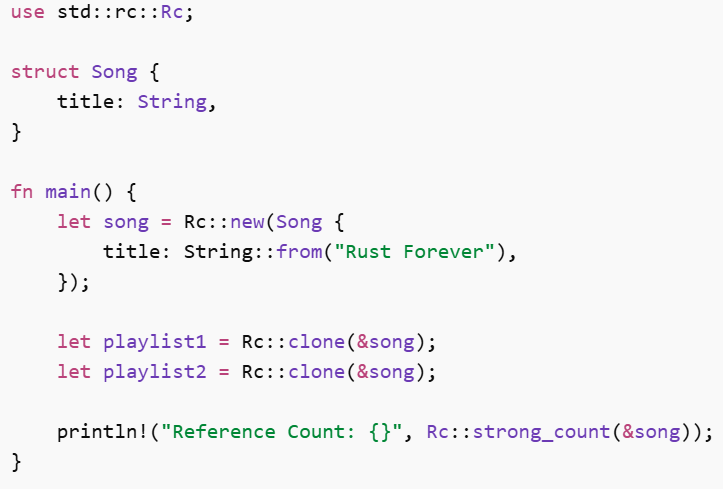 use std::rc::Rc;
struct Song {
    title: String,
}
fn main() {
    let song = Rc::new(Song {
        title: String::from("Rust Forever"),
    });
    let playlist1 = Rc::clone(&song);
    let playlist2 = Rc::clone(&song);
    println!("Reference Count: {}", Rc::strong_count(&song));
}